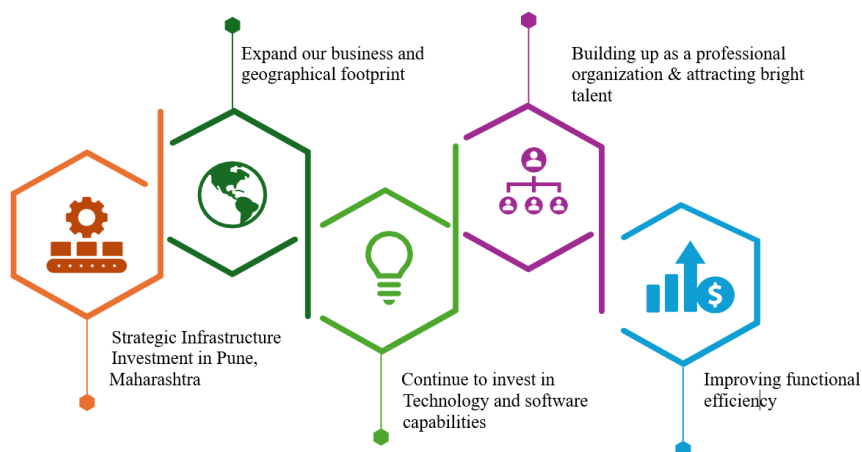 Expand our business and
geographical footprint
Building up as a professional
organization & attracting bright
talent
Strategic Infrastructure
Investment in Pune,
Maharashtra
Continue to invest in
Technology and software
capabilities
Improving functional
efficiency
$